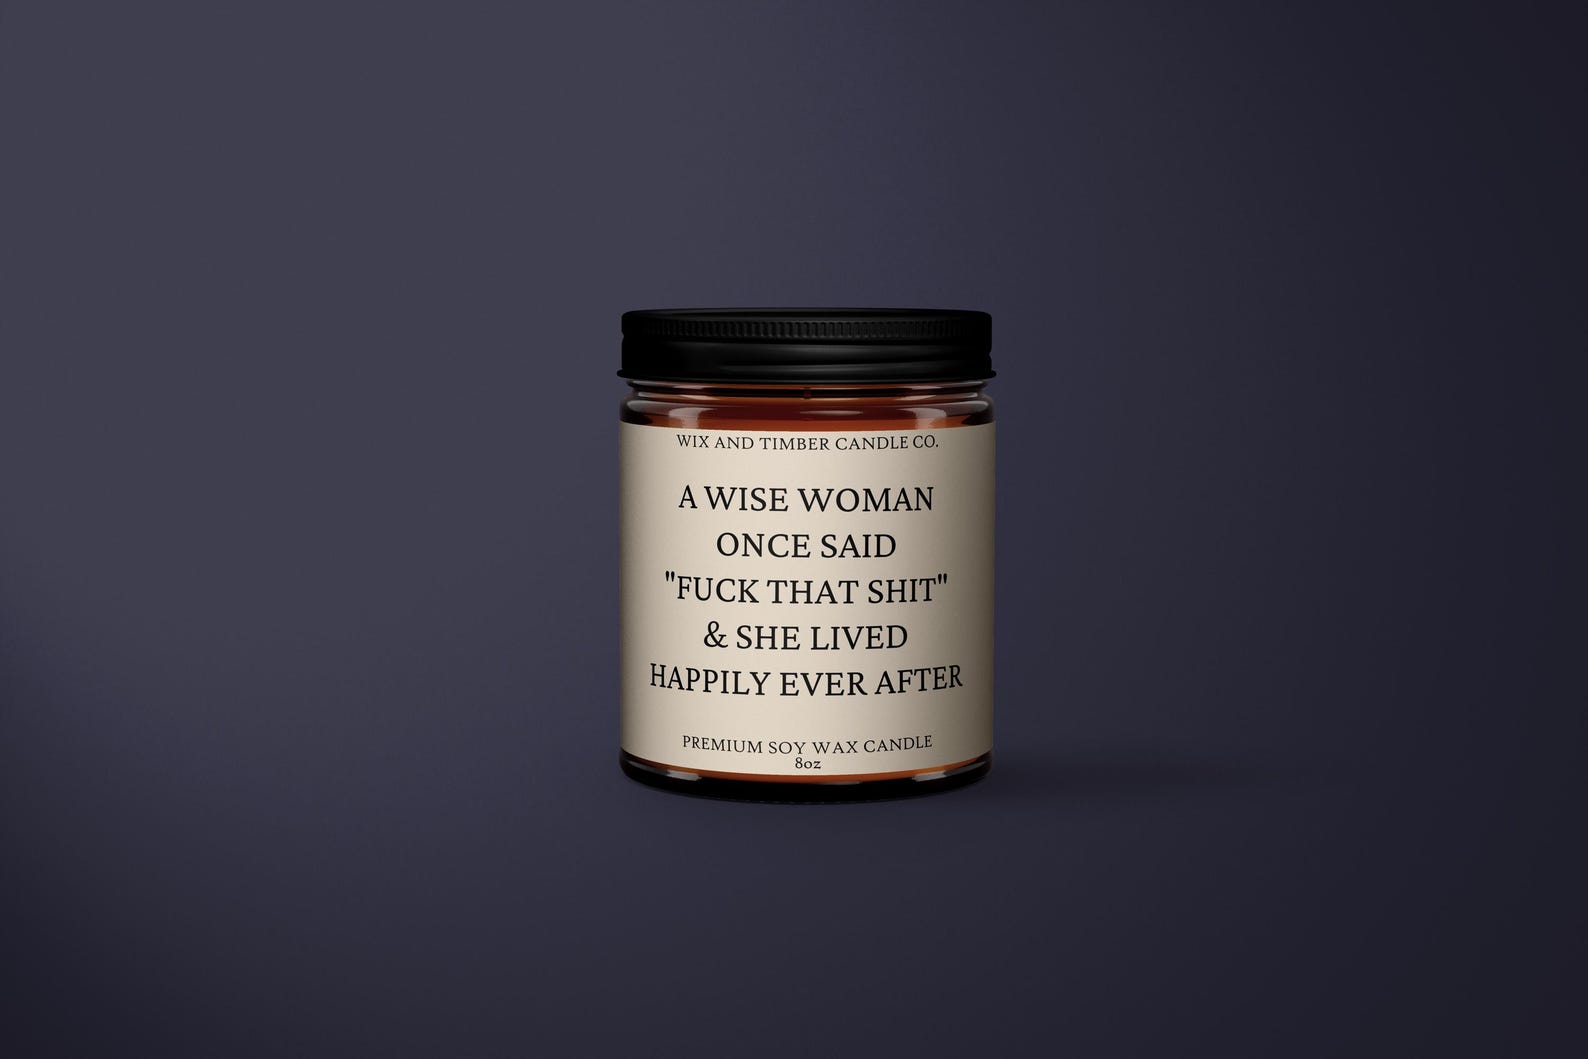 WIX AND TIMBER CANDLE CO.
A WISE WOMAN
ONCE SAID
"FUCK THAT SHIT"
& SHE LIVED
HAPPILY EVER AFTER
PREMIUM SOY WAX CANDLE
8oz